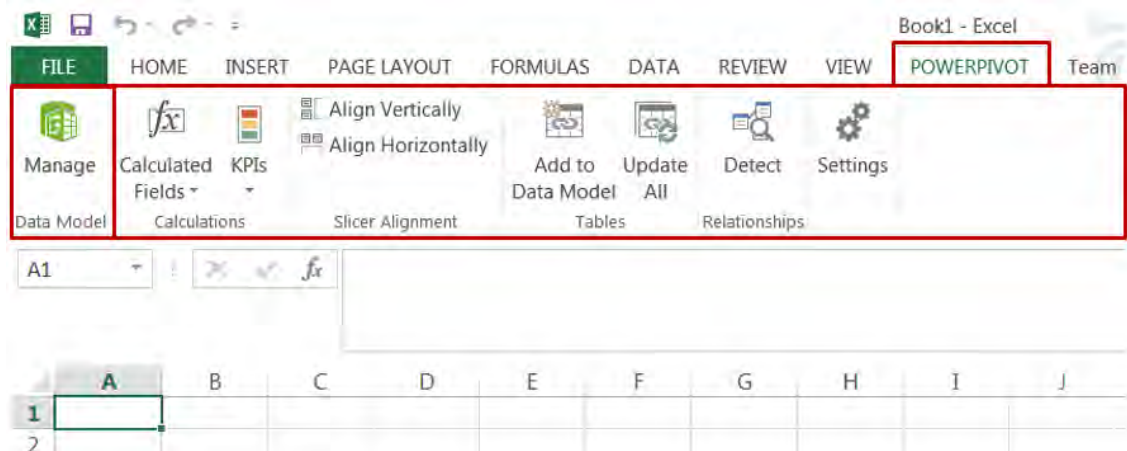 Book1 - Excel
FILE HOME INSERT PAGE LAYOUT FORMULAS DATA REVIEW VIEW POWERPIVOT Team
Manage
Data Model
Calculated Fields
KPIs
Calculations
Align Vertically
Align Horizontally
Slicer Alignment
Add to Data Model
Update All
Tables
Detect
Relationships
Settings
A1 fx
A B C D E F G H I J
1
2